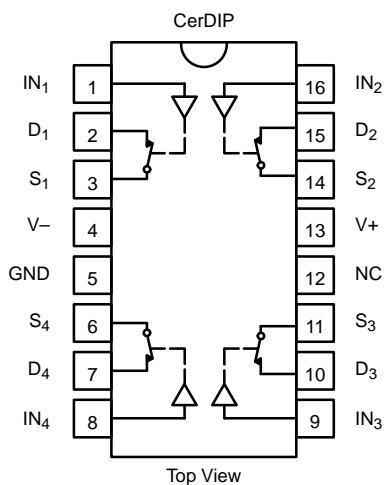 CerDIP
IN1 1 16 IN2
D1 2 15 D2
S1 3 14 S2
V– 4 13 V+
GND 5 12 NC
S4 6 11 S3
D4 7 10 D3
IN4 8 9 IN3
Top View